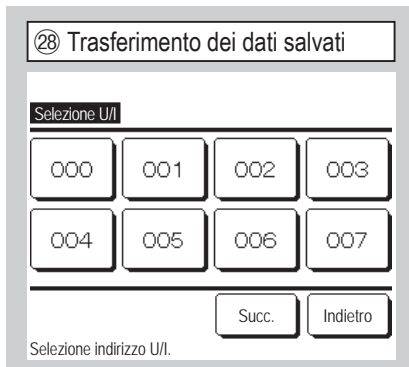 ㉘ Trasferimento dei dati salvati
Selezione U/I
000 001 002 003
004 005 006 007
Succ. Indietro
Selezione indirizzo U/I.